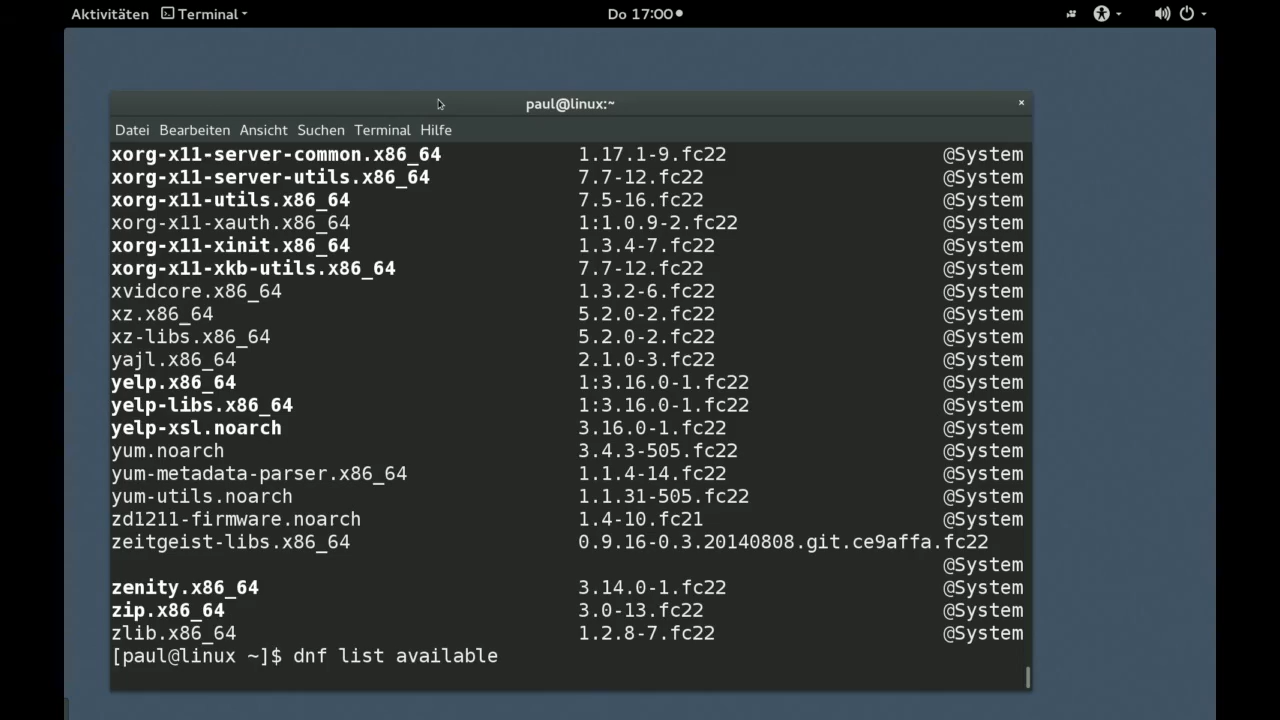 Aktivitäten Terminal Do 17:00
paul@linux:~ ×
Datei Bearbeiten Ansicht Suchen Terminal Hilfe
xorg-x11-server-common.x86_64 1.17.1-9.fc22 @System
xorg-x11-server-utils.x86_64 7.7-12.fc22 @System
xorg-x11-utils.x86_64 7.5-16.fc22 @System
xorg-x11-xauth.x86_64 1:1.0.9-2.fc22 @System
xorg-x11-xinit.x86_64 1.3.4-7.fc22 @System
xorg-x11-xkb-utils.x86_64 7.7-12.fc22 @System
xvidcore.x86_64 1.3.2-6.fc22 @System
xz.x86_64 5.2.0-2.fc22 @System
xz-libs.x86_64 5.2.0-2.fc22 @System
yajl.x86_64 2.1.0-3.fc22 @System
yelp.x86_64 1:3.16.0-1.fc22 @System
yelp-libs.x86_64 1:3.16.0-1.fc22 @System
yelp-xsl.noarch 3.16.0-1.fc22 @System
yum.noarch 3.4.3-505.fc22 @System
yum-metadata-parser.x86_64 1.1.4-14.fc22 @System
yum-utils.noarch 1.1.31-505.fc22 @System
zd1211-firmware.noarch 1.4-10.fc21 @System
zeitgeist-libs.x86_64 0.9.16-0.3.20140808.git.ce9affa.fc22
@System
zenity.x86_64 3.14.0-1.fc22 @System
zip.x86_64 3.0-13.fc22 @System
zlib.x86_64 1.2.8-7.fc22 @System
[paul@linux ~]$ dnf list available